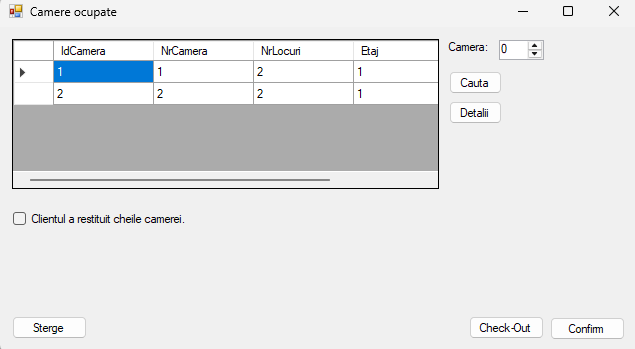 Camere ocupate
IdCamera NrCamera NrLocuri Etaj
1 1 2 1
2 2 2 1
Camera: 0
Cauta
Detalii
Clientul a restituit cheile camerei.
Sterge Check-Out Confirm